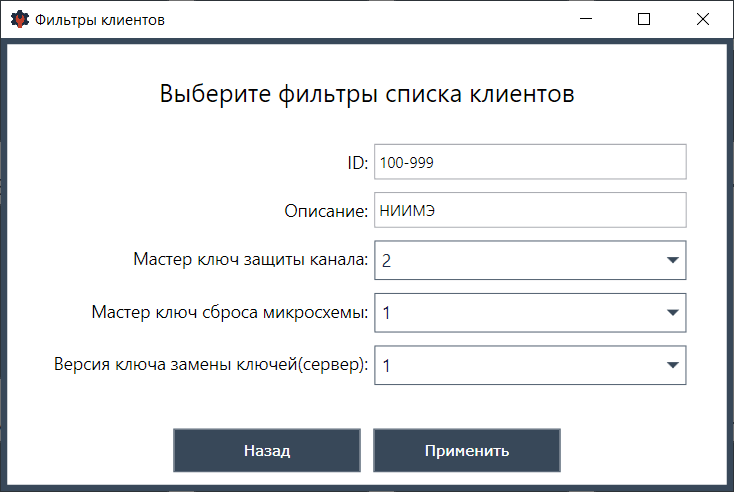 Фильтры клиентов
Выберите фильтры списка клиентов
ID: 100-999
Описание: НИИМЭ
Мастер ключ защиты канала: 2
Мастер ключ сброса микросхемы: 1
Версия ключа замены ключей(сервер): 1
Назад Применить